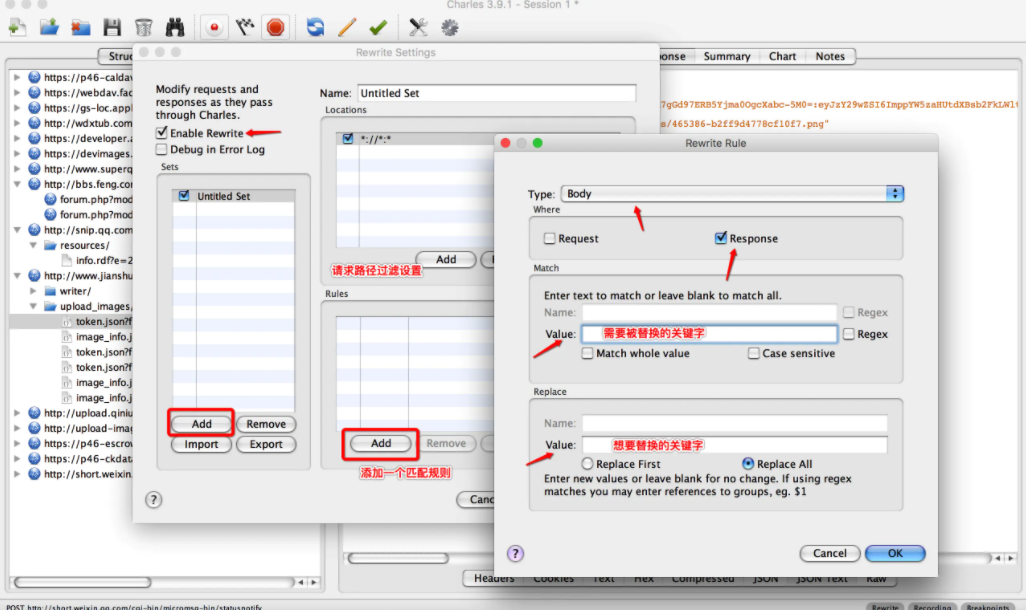 Charles 3.9.1 - Session 1 *
Summary
Chart
Notes
https://p46-caldav
https://webdav.fac
https://gs-loc.appl
http://wdxtub.com
https://developer.a
https://devimages.
http://www.superq
http://bbs.feng.com
forum.php?mod
forum.php?mod
http://snip.qq.com
resources/
info.rdf?e=2
http://www.jianshu
writer/
upload_images/
token.json?f
image_info.j
token.json?f
token.json?f
image_info.j
image_info.j
http://upload.qiniu
http://upload-imag
https://p46-escrow
https://p46-ckdata
http://short.weixin.
Rewrite Settings
Modify requests and
responses as they pass
through Charles.
Enable Rewrite
Debug in Error Log
Sets
Untitled Set
Add
Remove
Import
Export
Name: Untitled Set
Locations
*://*:*
Add
请求路径过滤设置
Rules
Add
Remove
添加一个匹配规则
?
Canc
s/465386-b2ff9d4778cf10f7.png"
Rewrite Rule
Type: Body
Where
Request
Response
Match
Enter text to match or leave blank to match all.
Name:
Regex
Value: 需要被替换的关键字
Regex
Match whole value
Case sensitive
Replace
Name:
Value: 想要替换的关键字
Replace First
Replace All
Enter new values or leave blank for no change. If using regex
matches you may enter references to groups, eg. $1
?
Cancel
OK
Headers
Cookies
Text
Hex
Compressed
JSON
JSON Text
Raw
POST http://short.weixin.qq.com/cgi-bin/micromsg-bin/statusnotify
Rewrite
Recording
Breakpoints